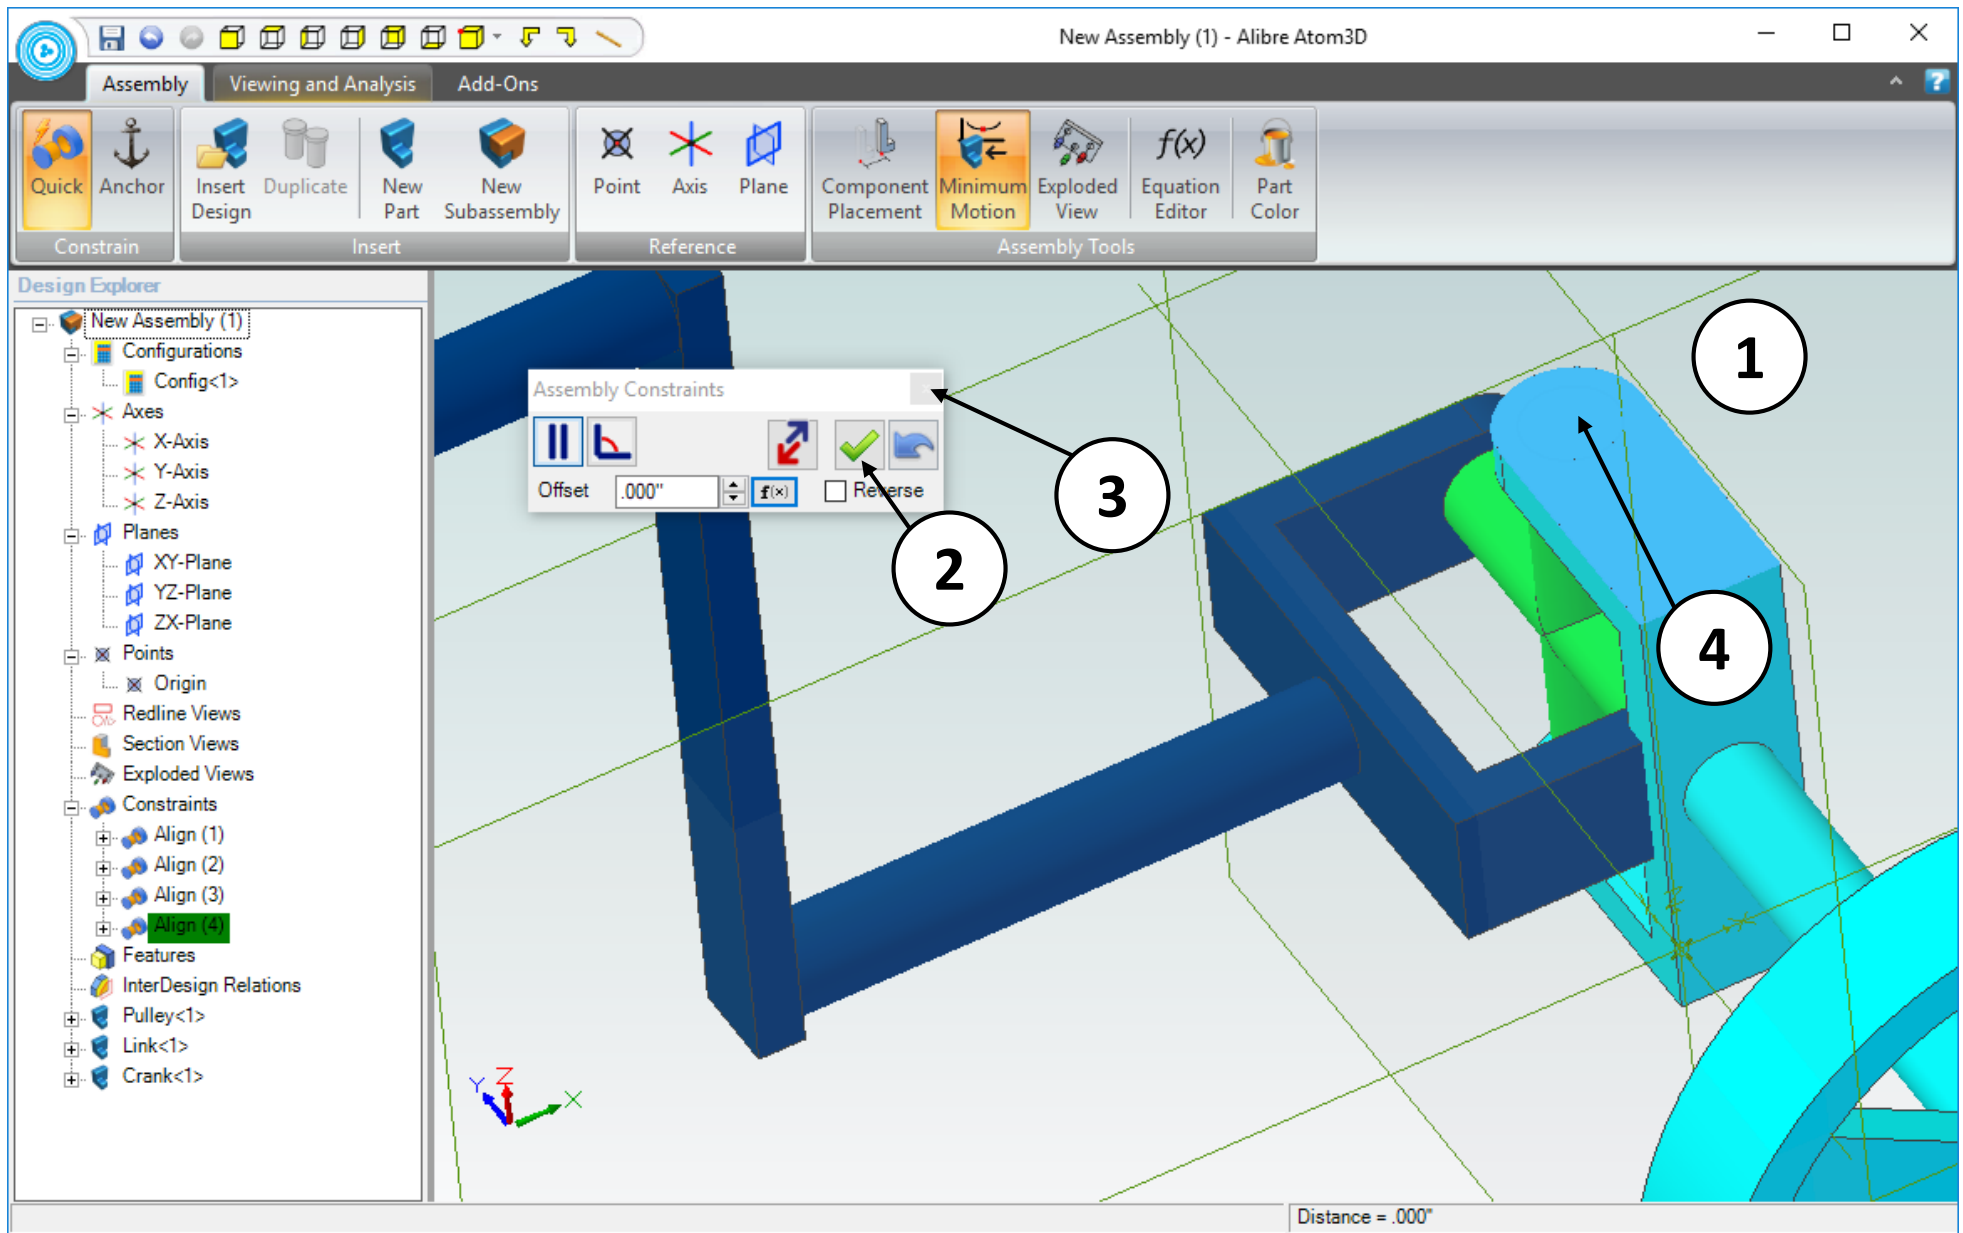 New Assembly (1) - Alibre Atom3D
Assembly
Viewing and Analysis
Add-Ons
?
Quick
Anchor
Insert Design
Duplicate
New Part
New Subassembly
Point
Axis
Plane
Component Placement
Minimum Motion
Exploded View
f(x)
Equation Editor
Part Color
Constrain
Insert
Reference
Assembly Tools
Design Explorer
New Assembly (1)
Configurations
Config<1>
Axes
X-Axis
Y-Axis
Z-Axis
Planes
XY-Plane
YZ-Plane
ZX-Plane
Points
Origin
Redline Views
Section Views
Exploded Views
Constraints
Align (1)
Align (2)
Align (3)
Align (4)
Features
InterDesign Relations
Pulley<1>
Link<1>
Crank<1>
Assembly Constraints
Offset
.000"
f(x)
Reverse
1
2
3
4
Y
Z
X
Distance = .000"